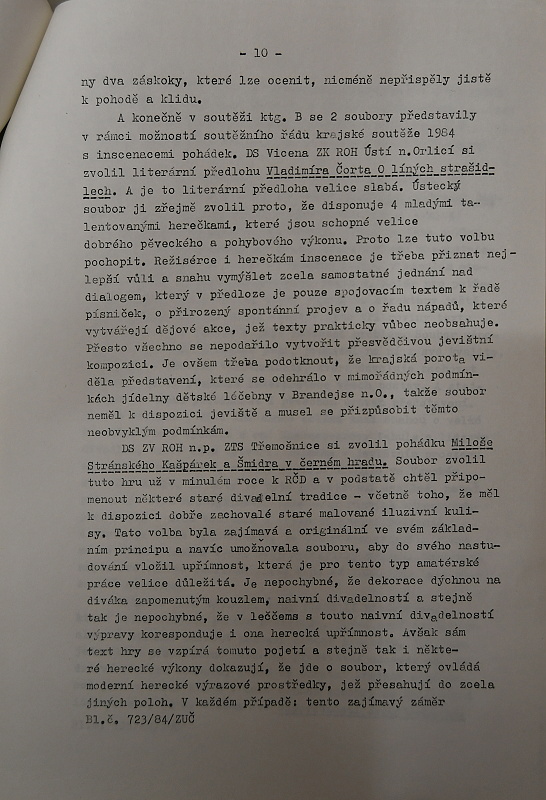 - 10 -
ny dva záskoky, které lze ocenit, nicméně nepřispěly jistě
k pohodě a klidu.
A konečně v soutěži ktg. B se 2 soubory představily
v rámci možností soutěžního řádu krajské soutěže 1984
s inscenacemi pohádek. DS Vicena ZK ROH Ústí n.Orlicí si
zvolil literární předlohu Vladimíra Čorta O líných strašid-
lech. A je to literární předloha velice slabá. Ústecký
soubor ji zřejmě zvolil proto, že disponuje 4 mladými ta-
lentovanými herečkami, které jsou schopné velice
dobrého pěveckého a pohybového výkonu. Proto lze tuto volbu
pochopit. Režisérce i herečkám inscenace je třeba přiznat nej-
lepší vůli a snahu vymýšlet zcela samostatné jednání nad
dialogem, který v předloze je pouze spojovacím textem k řadě
písniček, o přirozený spontánní projev a o řadu nápadů, které
vytvářejí dějové akce, jež texty prakticky vůbec neobsahuje.
Přesto všechno se nepodařilo vytvořit přesvědčivou jevištní
kompozici. Je ovšem třeba podotknout, že krajská porota vi-
děla představení, které se odehrálo v mimořádných podmín-
kách jídelny dětské léčebny v Brandejse n.O., takže soubor
neměl k dispozici jeviště a musel se přizpůsobit těmto
neobvyklým podmínkám.
DS ZV ROH n.p. ZTS Třemošnice si zvolil pohádku Miloše
Stránského Kašpárek a Šmidra v černém hradu. Soubor zvolil
tuto hru už v minulém roce k RČD a v podstatě chtěl připo-
menout některé staré divadelní tradice - včetně toho, že měl
k dispozici dobře zachovalé staré malované iluzivní kuli-
sy. Tato volba byla zajímavá a originální ve svém základ-
ním principu a navíc umožnovala souboru, aby do svého nastu-
dování vložil upřímnost, která je pro tento typ amatérské
práce velice důležitá. Je nepochybné, že dekorace dýchnou na
diváka zapomenutým kouzlem, naivní divadelností a stejně
tak je nepochybné, že v leččems s touto naivní divadelností
výpravy koresponduje i ona herecká upřímnost. Avšak sám
text hry se vzpírá tomuto pojetí a stejně tak i někte-
ré herecké výkony dokazují, že jde o soubor, který ovládá
moderní herecké výrazové prostředky, jež přesahují do zcela
jiných poloh. V každém případě: tento zajímavý záměr
Bl.č. 723/84/ZUČ